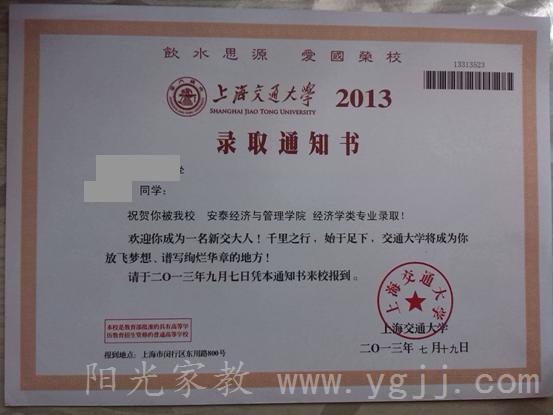 飲水思源 愛國榮校
13313523
上海交通大学 2013
SHANGHAI JIAO TONG UNIVERSITY
录取通知书
同学：
祝贺你被我校 安泰经济与管理学院 经济学类专业录取！
欢迎你成为一名新交大人！千里之行，始于足下，交通大学将成为你
放飞梦想、谱写绚烂华章的地方！
请于二〇一三年九月七日凭本通知书来校报到。
上海交通大学
本校是教育部批准的具有高等学
历教育招生资格的普通高等学校
上海交通大学
二〇一三年 七月十九日
报到地点：上海市闵行区东川路800号
阳光家教 www.ygjj.com